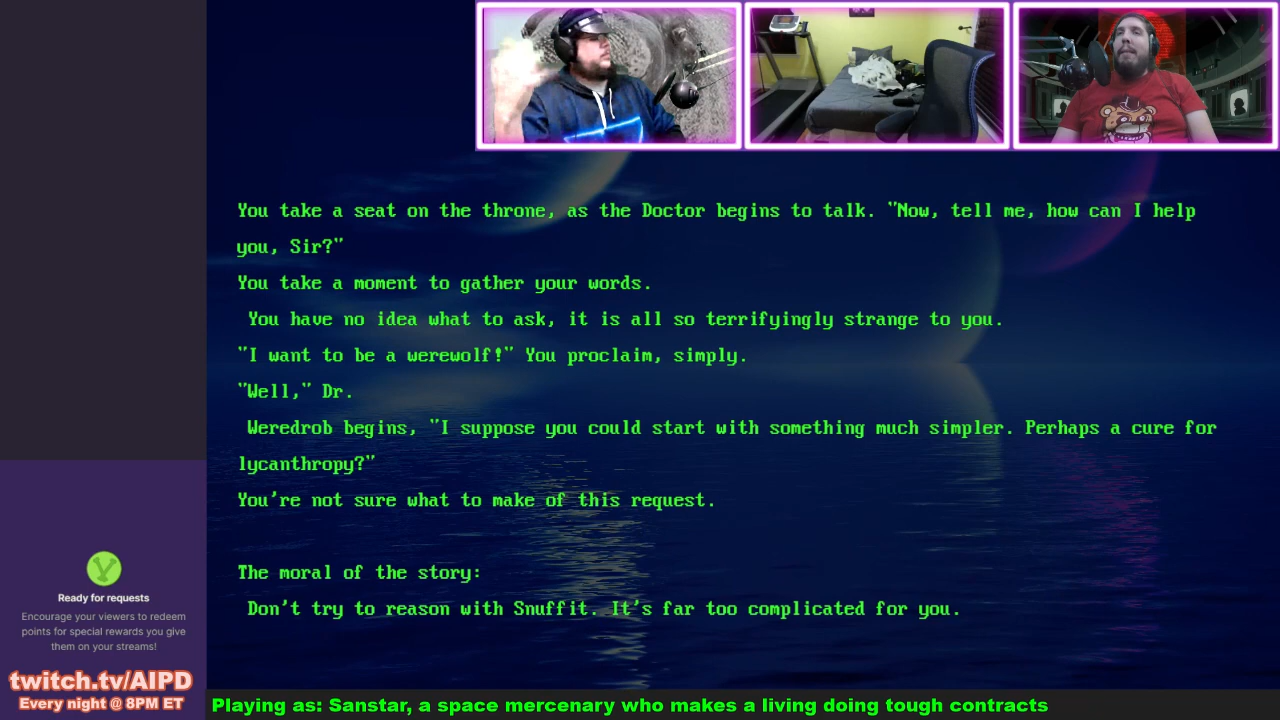 You take a seat on the throne, as the Doctor begins to talk. "Now, tell me, how can I help
you, Sir?"
You take a moment to gather your words.
You have no idea what to ask, it is all so terrifyingly strange to you.
"I want to be a werewolf!" You proclaim, simply.
"Well," Dr.
Weredrob begins, "I suppose you could start with something much simpler. Perhaps a cure for
lycanthropy?"
You're not sure what to make of this request.
The moral of the story:
Don't try to reason with Snuffit. It's far too complicated for you.
Ready for requests
Encourage your viewers to redeem
points for special rewards you give
them on your streams!
twitch.tv/AIPD
Every night @ 8PM ET
Playing as: Sanstar, a space mercenary who makes a living doing tough contracts